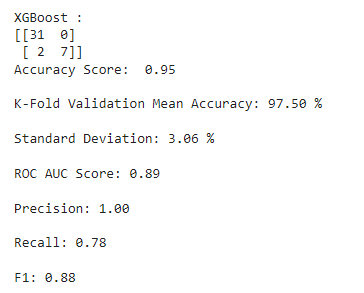 XGBoost :
[[31  0]
 [ 2  7]]
Accuracy Score:  0.95
K-Fold Validation Mean Accuracy: 97.50 %
Standard Deviation: 3.06 %
ROC AUC Score: 0.89
Precision: 1.00
Recall: 0.78
F1: 0.88